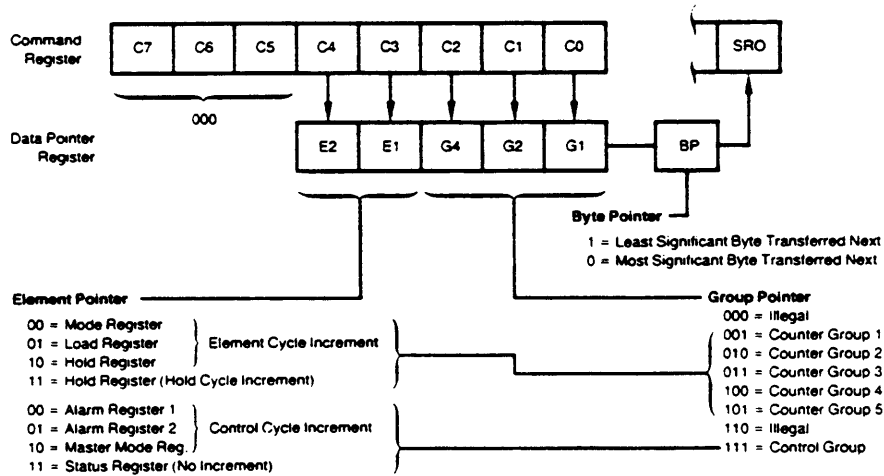 Command Register
C7 C6 C5 C4 C3 C2 C1 C0
SRO
000
Data Pointer Register
E2 E1 G4 G2 G1
BP
Byte Pointer
1 = Least Significant Byte Transferred Next
0 = Most Significant Byte Transferred Next
Element Pointer
00 = Mode Register
01 = Load Register
10 = Hold Register
Element Cycle Increment
11 = Hold Register (Hold Cycle Increment)
00 = Alarm Register 1
01 = Alarm Register 2
10 = Master Mode Reg.
Control Cycle Increment
11 = Status Register (No Increment)
Group Pointer
000 = Illegal
001 = Counter Group 1
010 = Counter Group 2
011 = Counter Group 3
100 = Counter Group 4
101 = Counter Group 5
110 = Illegal
111 = Control Group